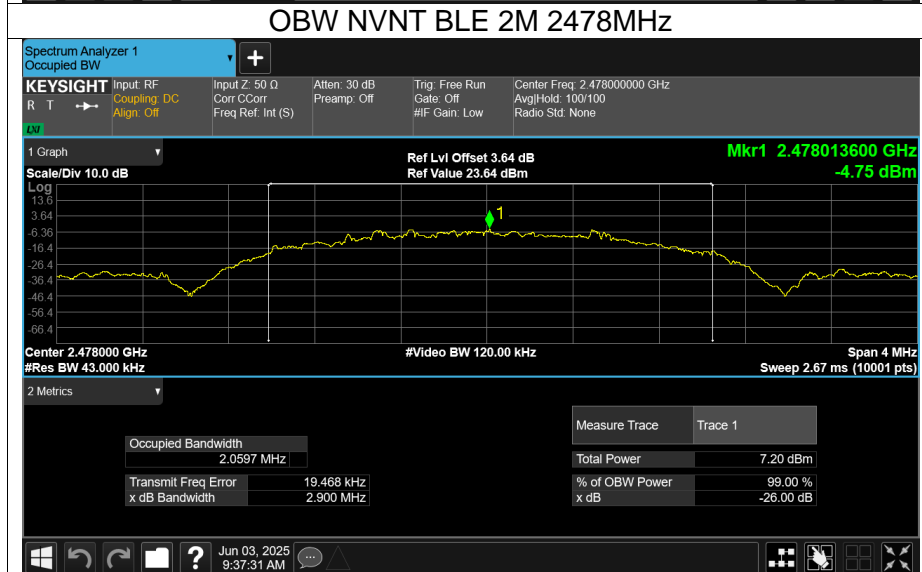 OBW NVNT BLE 2M 2478MHz
Spectrum Analyzer 1
Occupied BW
+
KEYSIGHT Input: RF Input Z: 50 Ω Atten: 30 dB Trig: Free Run Center Freq: 2.478000000 GHz
R T Coupling: DC Corr CCorr Preamp: Off Gate: Off Avg|Hold: 100/100
Align: Off Freq Ref: Int (S) #IF Gain: Low Radio Std: None
LXI
1 Graph Ref Lvl Offset 3.64 dB Mkr1 2.478013600 GHz
Scale/Div 10.0 dB Ref Value 23.64 dBm -4.75 dBm
Log
13.6
3.64
1
-6.36
-16.4
-26.4
-36.4
-46.4
-56.4
-66.4
Center 2.478000 GHz #Video BW 120.00 kHz Span 4 MHz
#Res BW 43.000 kHz Sweep 2.67 ms (10001 pts)
2 Metrics
Measure Trace Trace 1
Occupied Bandwidth
2.0597 MHz Total Power 7.20 dBm
Transmit Freq Error 19.468 kHz % of OBW Power 99.00 %
x dB Bandwidth 2.900 MHz x dB -26.00 dB
? Jun 03, 2025
9:37:31 AM